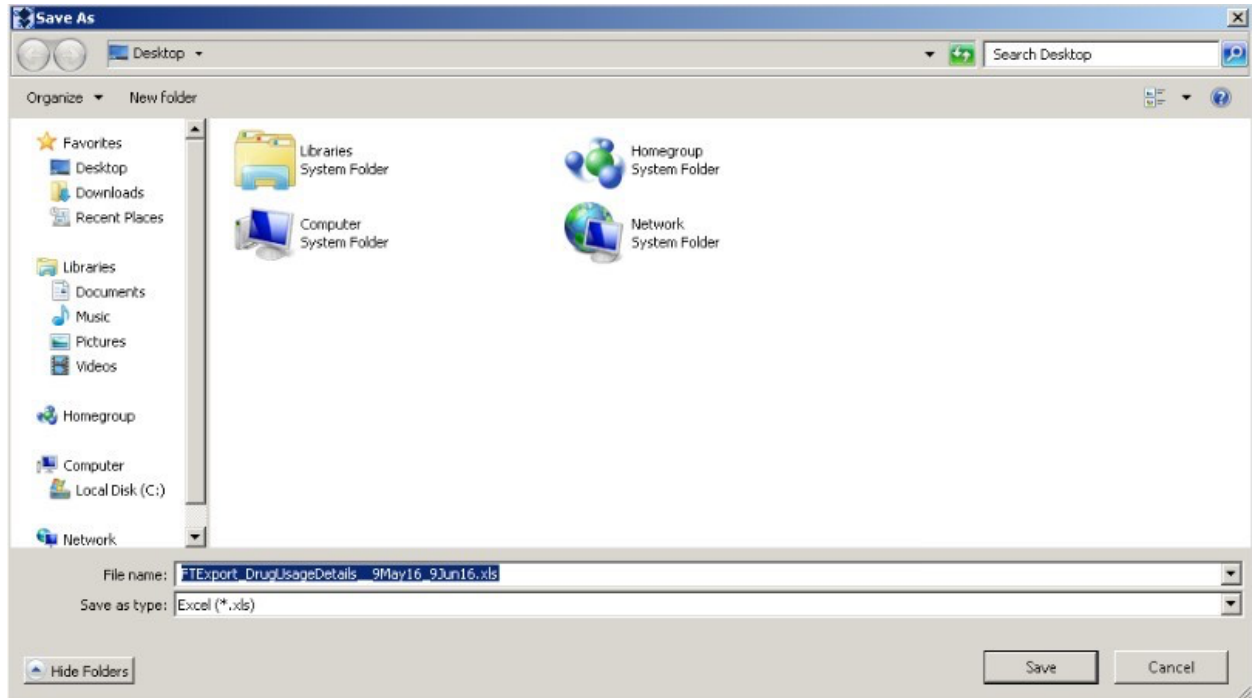 Save As
Desktop
Search Desktop
Organize
New folder
Favorites
Desktop
Downloads
Recent Places
Libraries
Documents
Music
Pictures
Videos
Homegroup
Computer
Local Disk (C:)
Network
Libraries
System Folder
Homegroup
System Folder
Computer
System Folder
Network
System Folder
File name: FTExport_DrugUsageDetails__9May16_9Jun16.xls
Save as type: Excel (*.xls)
Hide Folders
Save
Cancel